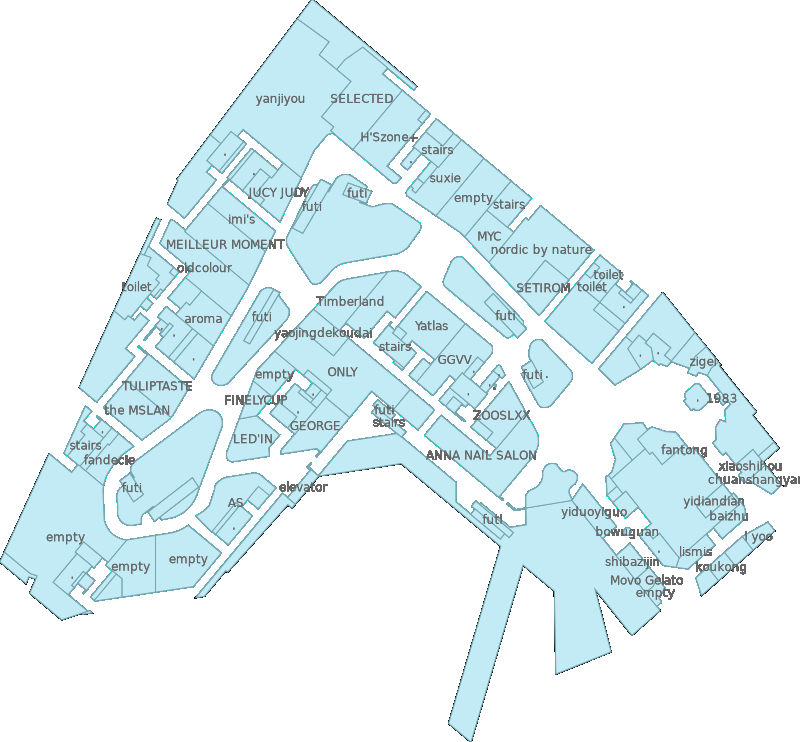 yanjiyou
SELECTED
H'Szone+
stairs
suxie
JUCY JUDY
futi
futi
empty
stairs
imi's
MEILLEUR MOMENT
MYC
nordic by nature
oldcolour
toilet
toilet
toilet
SETIROM
Timberland
aroma
futi
futi
yaojingdekoudai
Yatlas
stairs
GGVV
ziger
ONLY
empty
futi
TULIPTASTE
FINELYCUP
1983
the MSLAN
futi
stairs
ZOOSLXX
GEORGE
LED'IN
stairs
fandecle
ANNA NAIL SALON
fantong
xiaoshihou
chuanshangyan
elevator
futi
AS
yidiandian
yiduoyiguo
baizhu
futi
bowuguan
empty
I yoo
lismis
empty
shibazijin
koukong
empty
Movo Gelato
empty